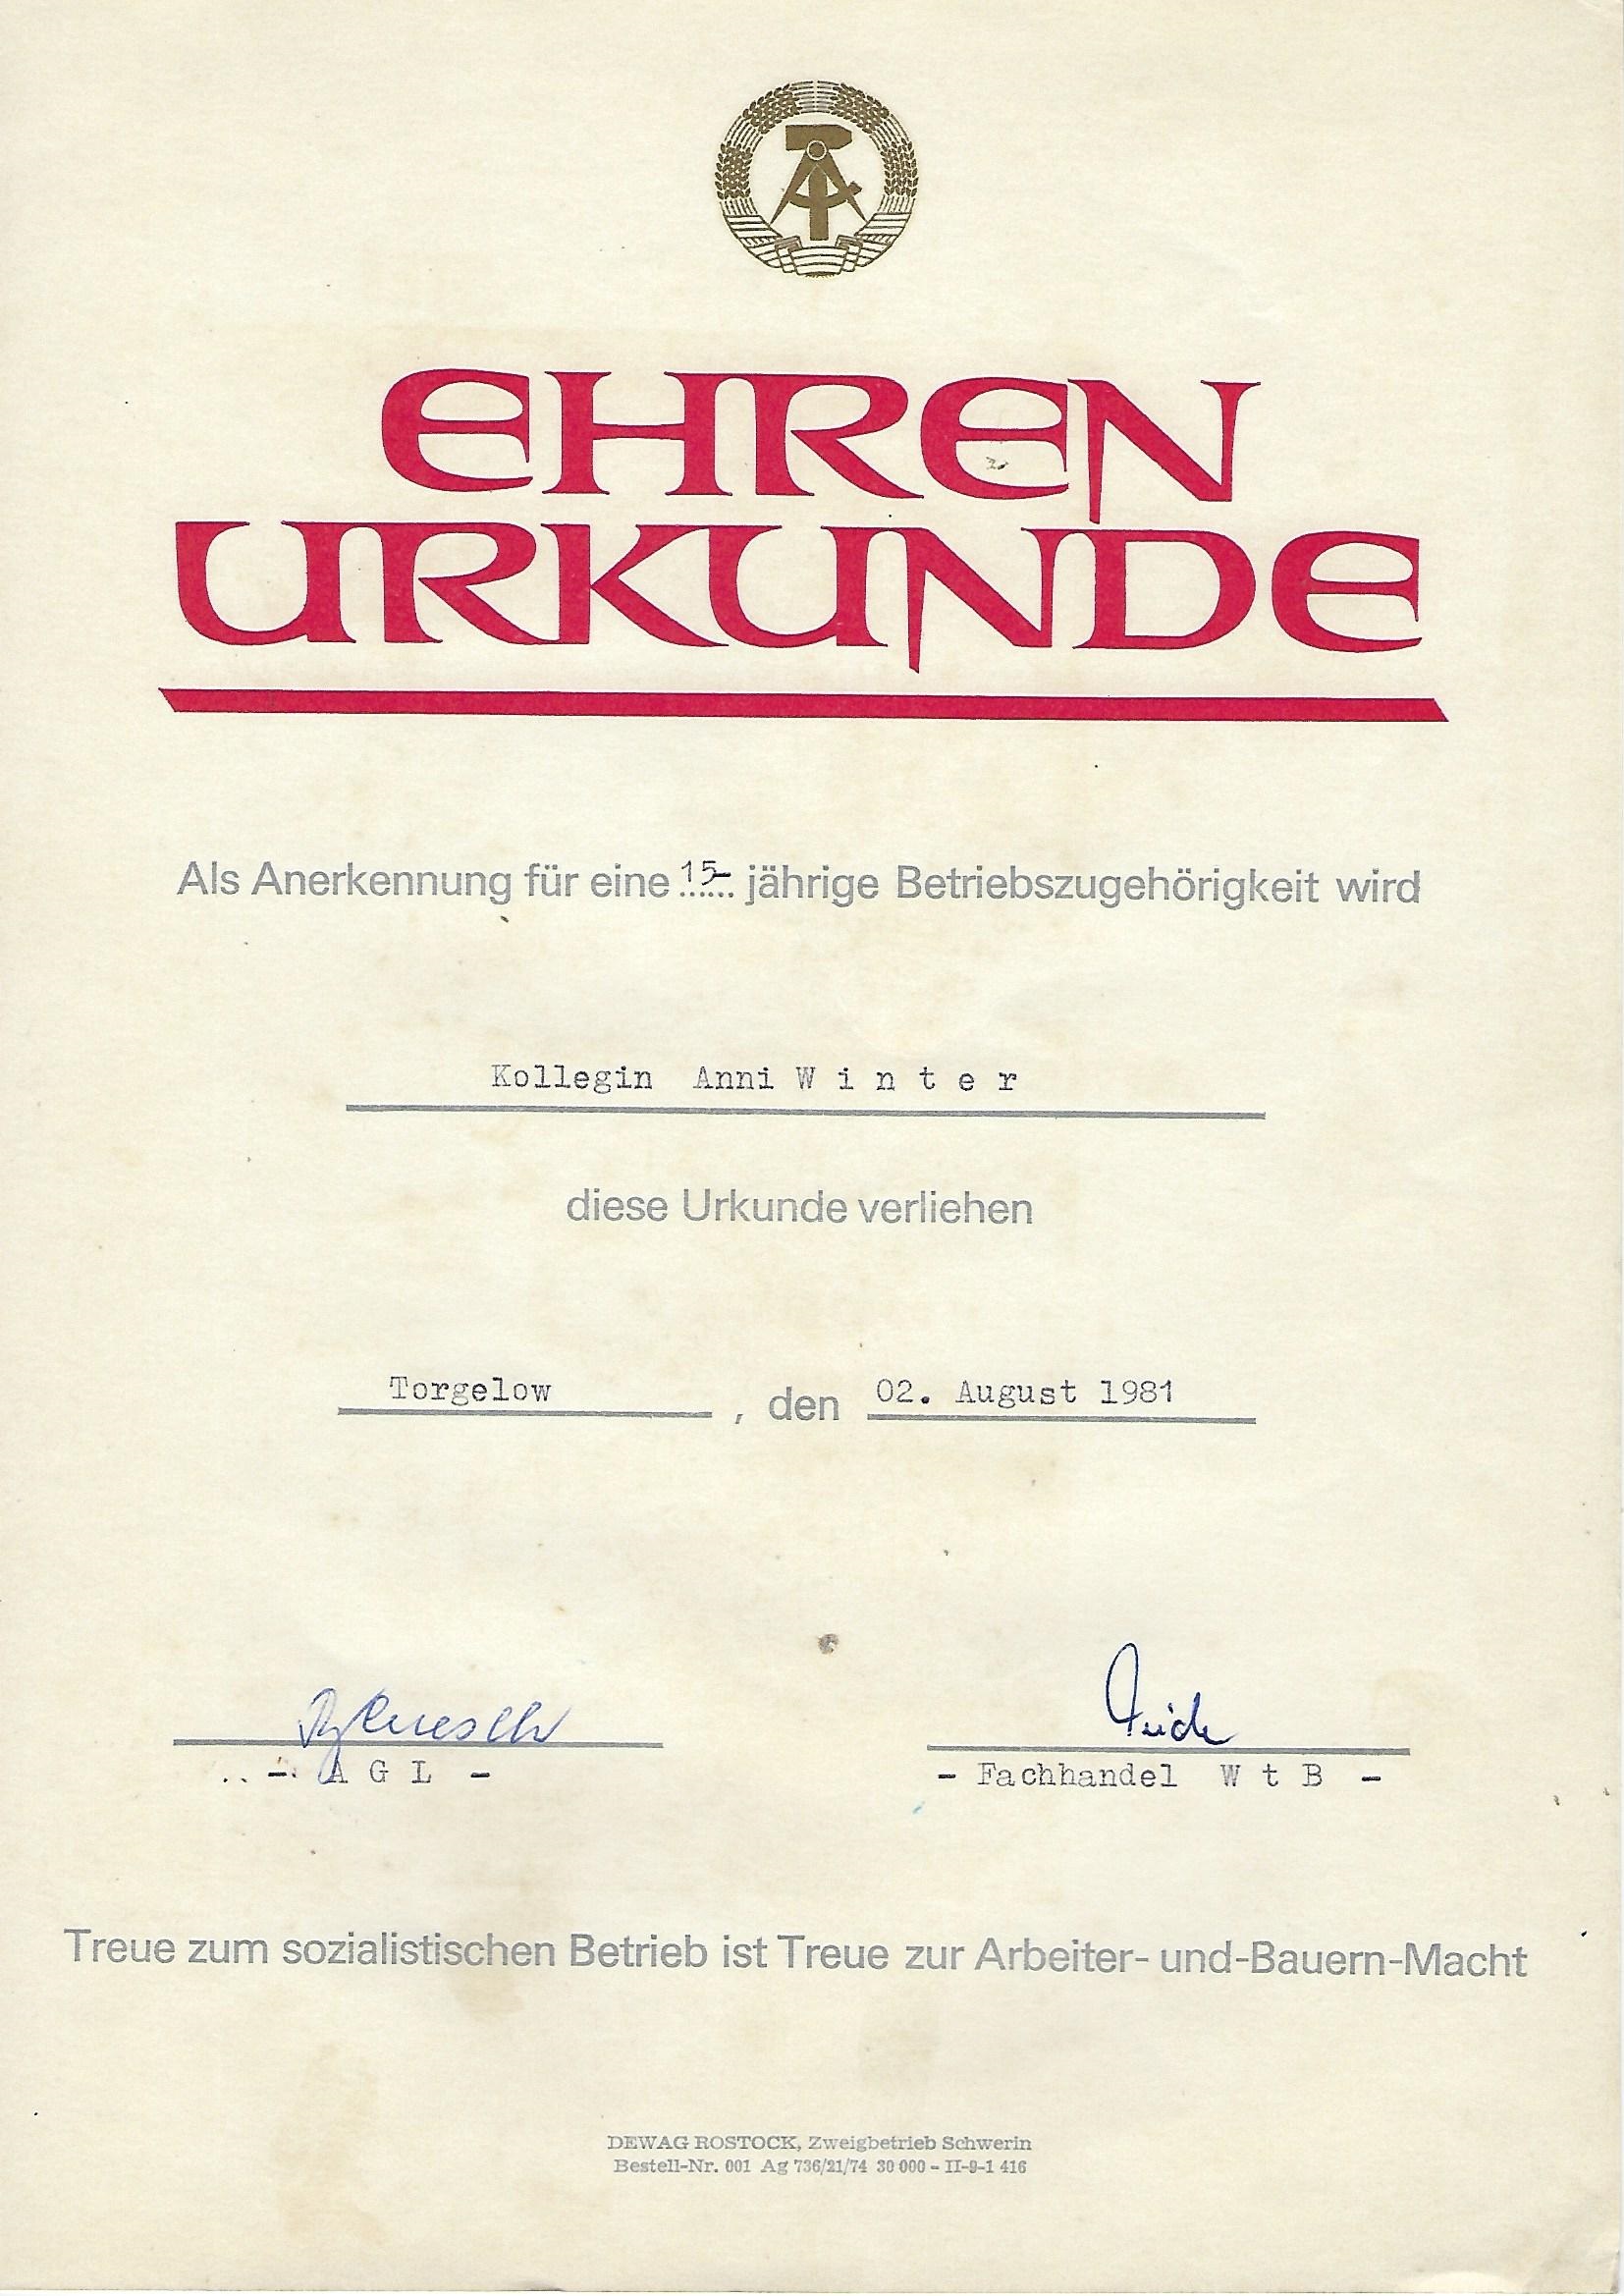 EHREN
URKUNDE
Als Anerkennung für eine 15- jährige Betriebszugehörigkeit wird
Kollegin Anni W i n t e r
diese Urkunde verliehen
Torgelow , den 02. August 1981
- A G L - - Fachhandel W t B -
Treue zum sozialistischen Betrieb ist Treue zur Arbeiter- und-Bauern-Macht
DEWAG ROSTOCK, Zweigbetrieb Schwerin
Bestell-Nr. 001 Ag 736/21/74 30 000 - II-9-1 416